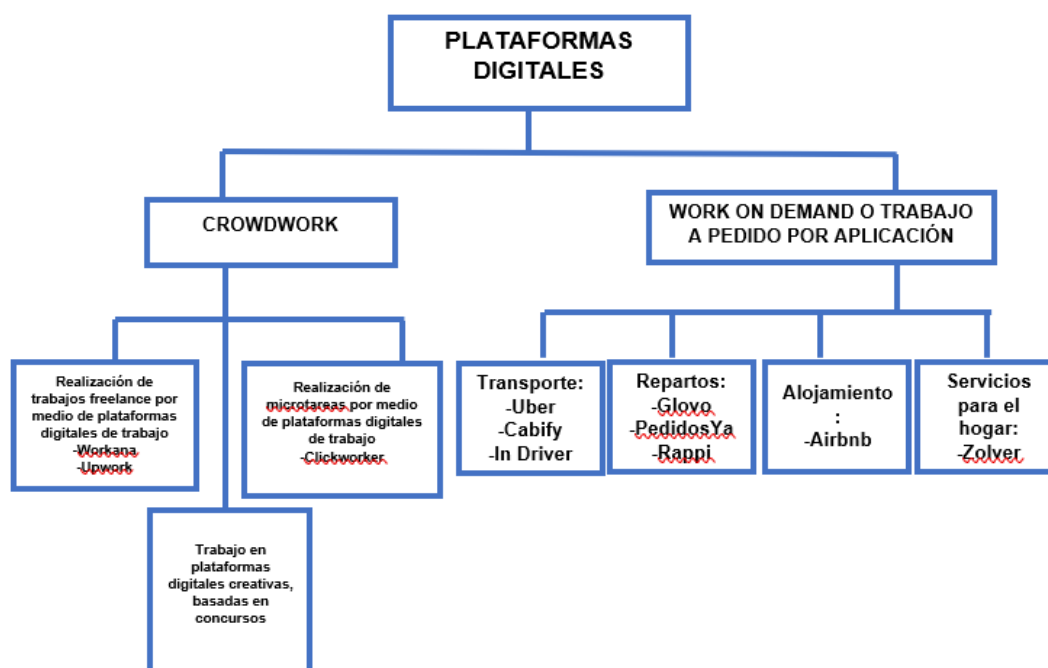 PLATAFORMAS
DIGITALES
CROWDWORK
WORK ON DEMAND O TRABAJO
A PEDIDO POR APLICACIÓN
Realización de
trabajos freelance por
medio de plataformas
digitales de trabajo
-Workana
-Upwork
Realización de
microtareas por medio
de plataformas digitales
de trabajo
-Clickworker
Transporte:
-Uber
-Cabify
-In Driver
Repartos:
-Glovo
-PedidosYa
-Rappi
Alojamiento
:
-Airbnb
Servicios
para el
hogar:
-Zolver
Trabajo en
plataformas
digitales creativas,
basadas en
concursos